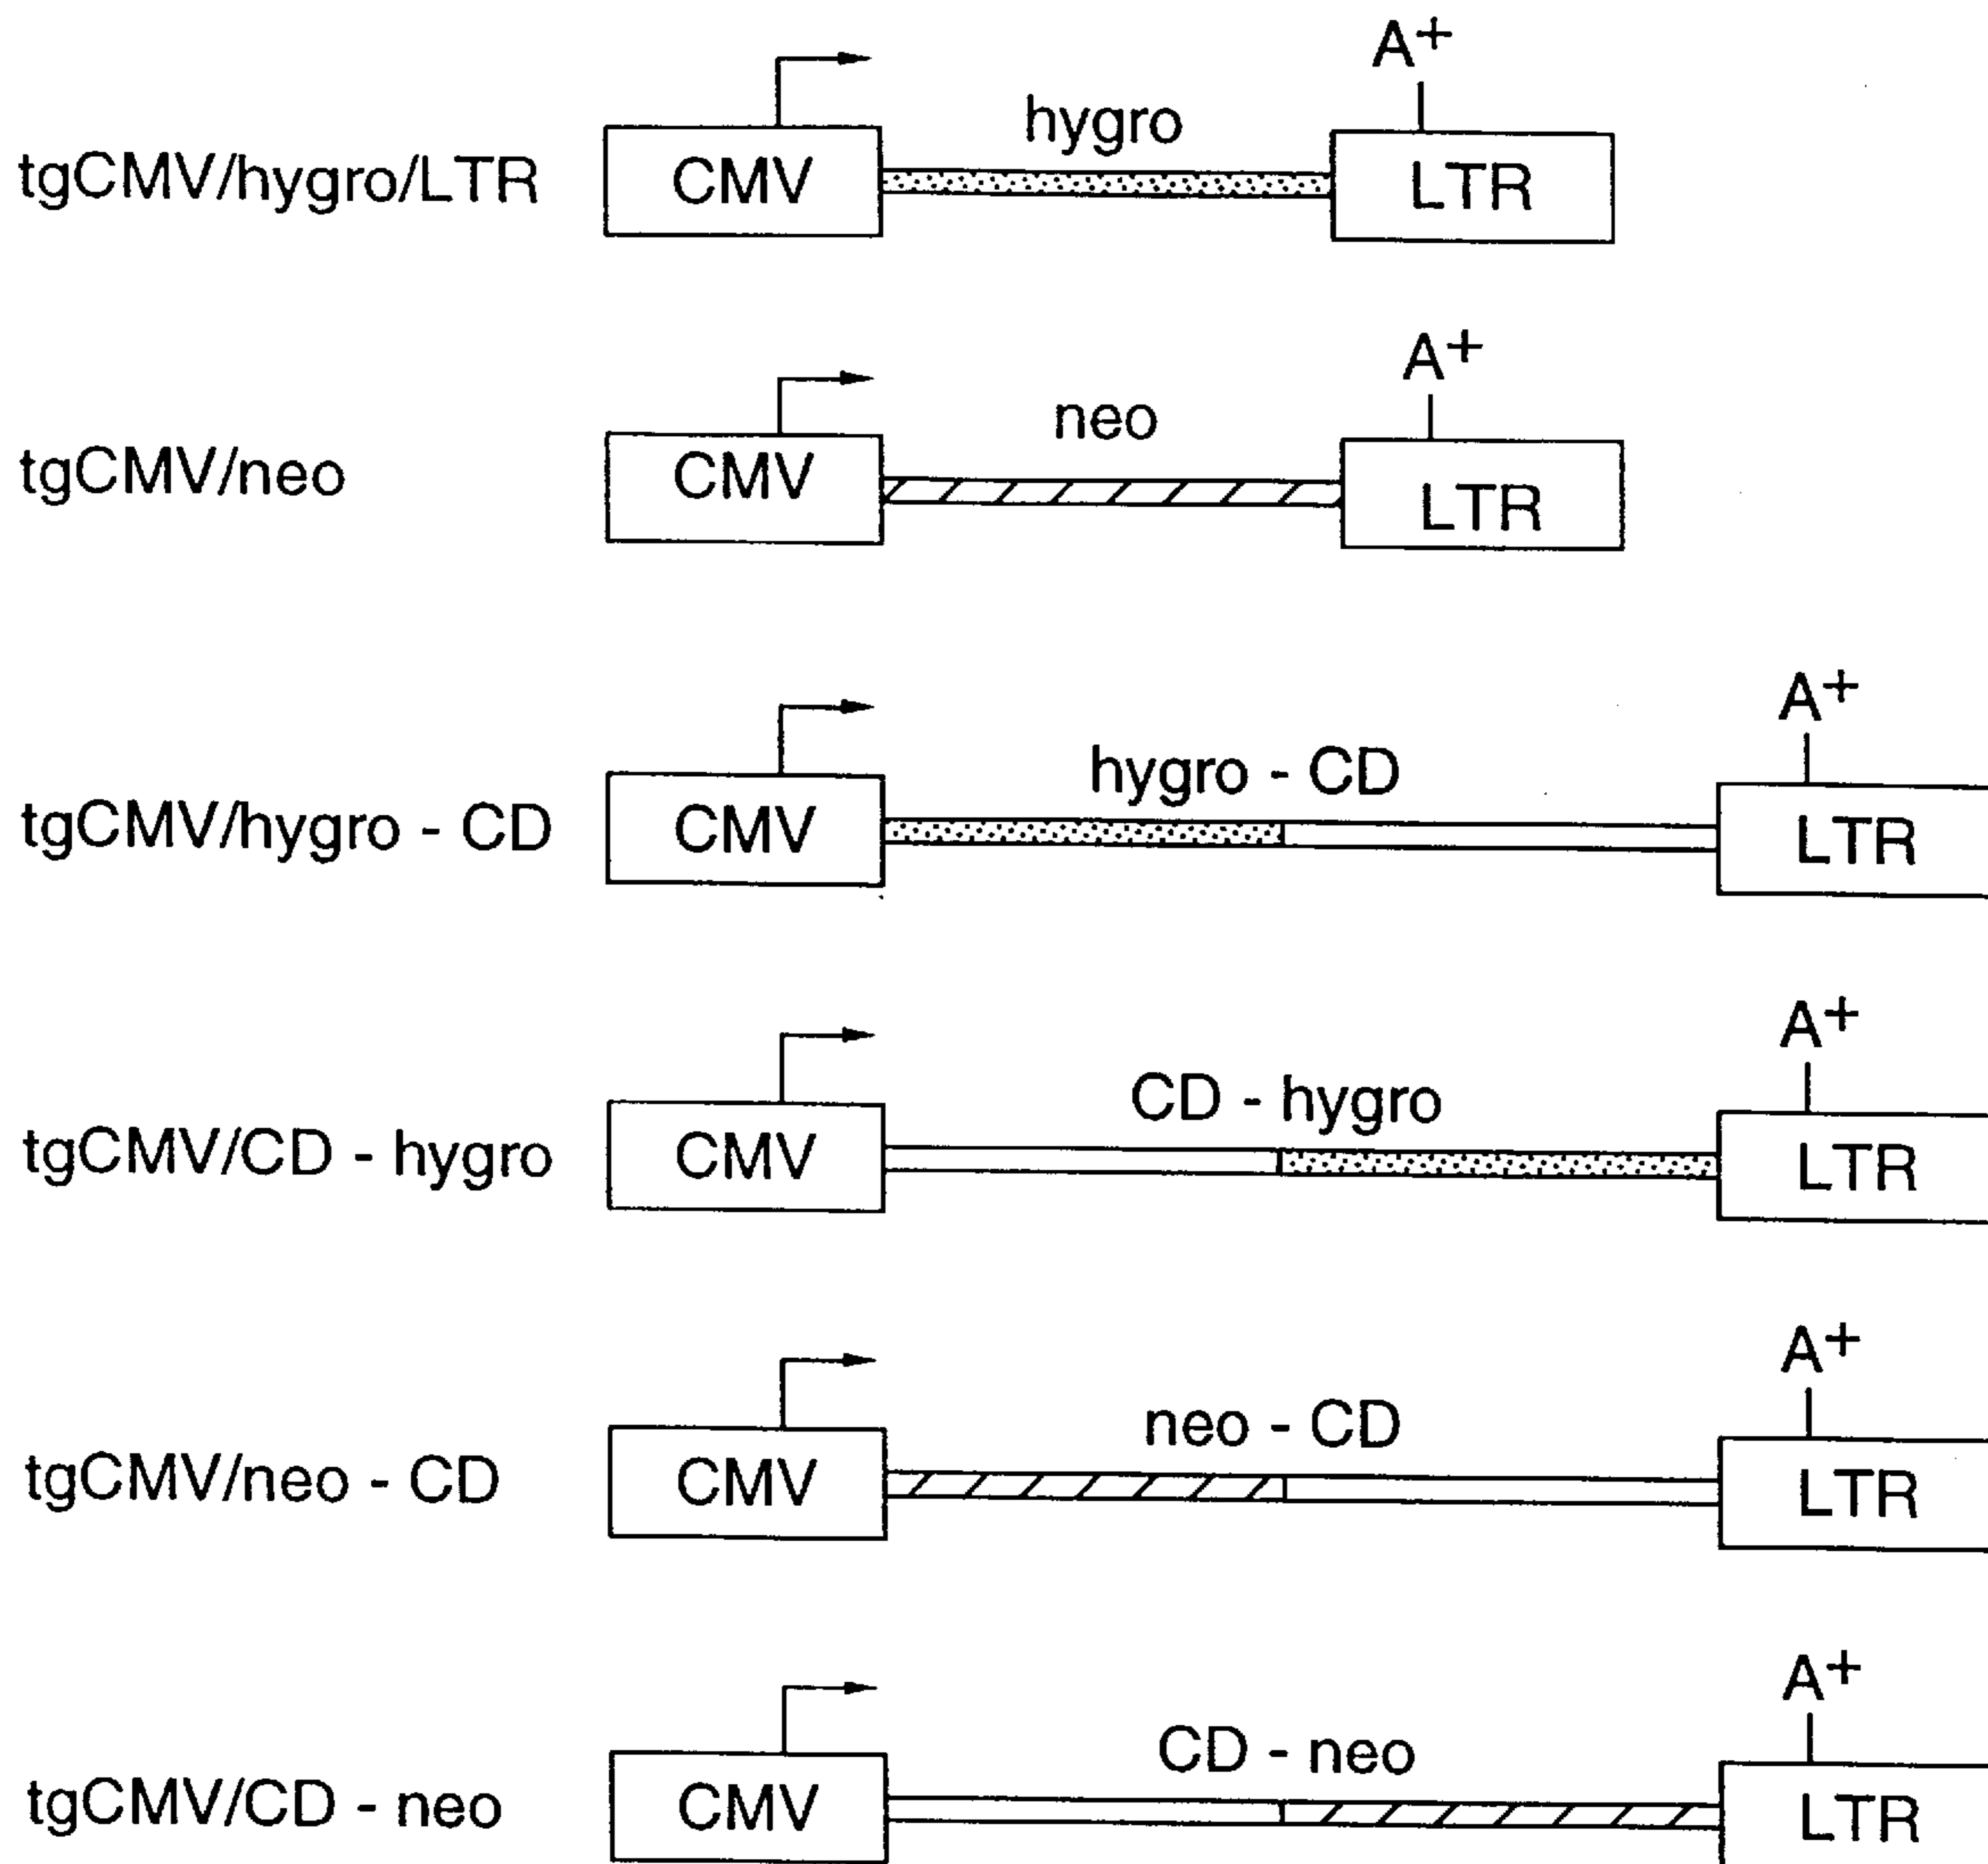 A+
hygro
tgCMV/hygro/LTR CMV LTR
A+
neo
tgCMV/neo CMV LTR
A+
hygro - CD
tgCMV/hygro - CD CMV LTR
A+
CD - hygro
tgCMV/CD - hygro CMV LTR
A+
neo - CD
tgCMV/neo - CD CMV LTR
A+
CD - neo
tgCMV/CD - neo CMV LTR